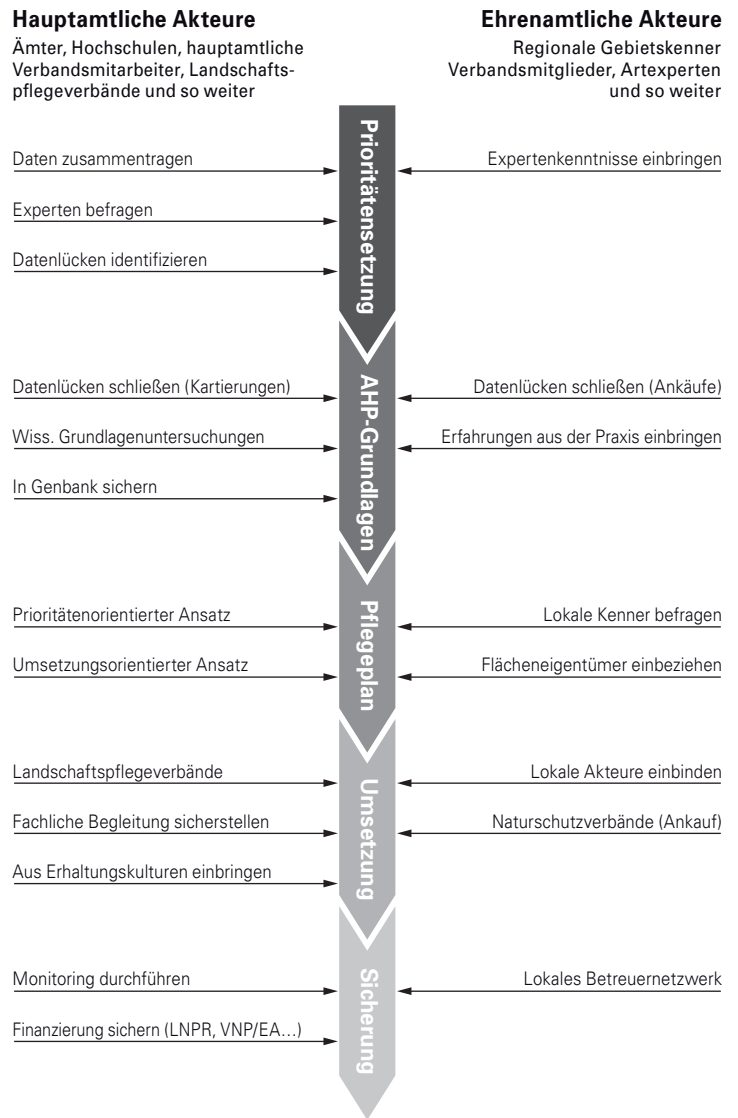 Hauptamtliche Akteure
Ämter, Hochschulen, hauptamtliche
Verbandsmitarbeiter, Landschafts-
pflegeverbände und so weiter
Ehrenamtliche Akteure
Regionale Gebietskenner
Verbandsmitglieder, Artexperten
und so weiter
Prioritätensetzung
Daten zusammentragen
Expertenkenntnisse einbringen
Experten befragen
Datenlücken identifizieren
AHP-Grundlagen
Datenlücken schließen (Kartierungen)
Datenlücken schließen (Ankäufe)
Wiss. Grundlagenuntersuchungen
Erfahrungen aus der Praxis einbringen
In Genbank sichern
Pflegeplan
Prioritätenorientierter Ansatz
Lokale Kenner befragen
Umsetzungsorientierter Ansatz
Flächeneigentümer einbeziehen
Umsetzung
Landschaftspflegeverbände
Lokale Akteure einbinden
Fachliche Begleitung sicherstellen
Naturschutzverbände (Ankauf)
Aus Erhaltungskulturen einbringen
Sicherung
Monitoring durchführen
Lokales Betreuernetzwerk
Finanzierung sichern (LNPR, VNP/EA…)